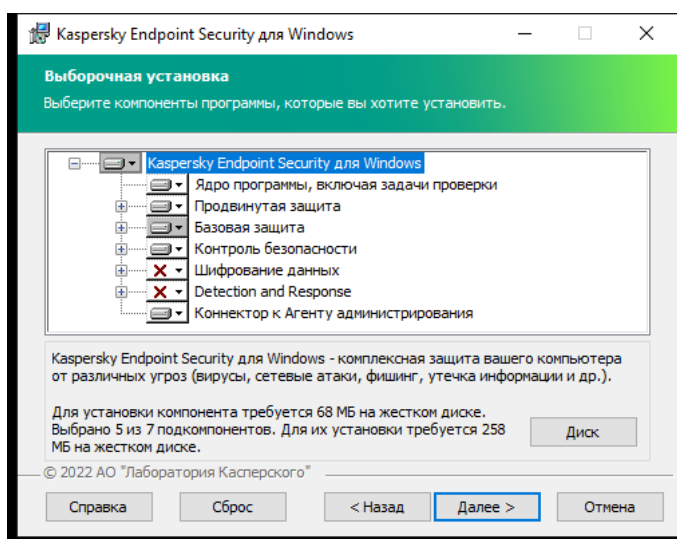 Kaspersky Endpoint Security для Windows
Выборочная установка
Выберите компоненты программы, которые вы хотите установить.
Kaspersky Endpoint Security для Windows
Ядро программы, включая задачи проверки
Продвинутая защита
Базовая защита
Контроль безопасности
Шифрование данных
Detection and Response
Коннектор к Агенту администрирования
Kaspersky Endpoint Security для Windows - комплексная защита вашего компьютера
от различных угроз (вирусы, сетевые атаки, фишинг, утечка информации и др.).
Для установки компонента требуется 68 МБ на жестком диске.
Выбрано 5 из 7 подкомпонентов. Для их установки требуется 258
МБ на жестком диске.
Диск
© 2022 АО "Лаборатория Касперского"
Справка
Сброс
< Назад
Далее >
Отмена